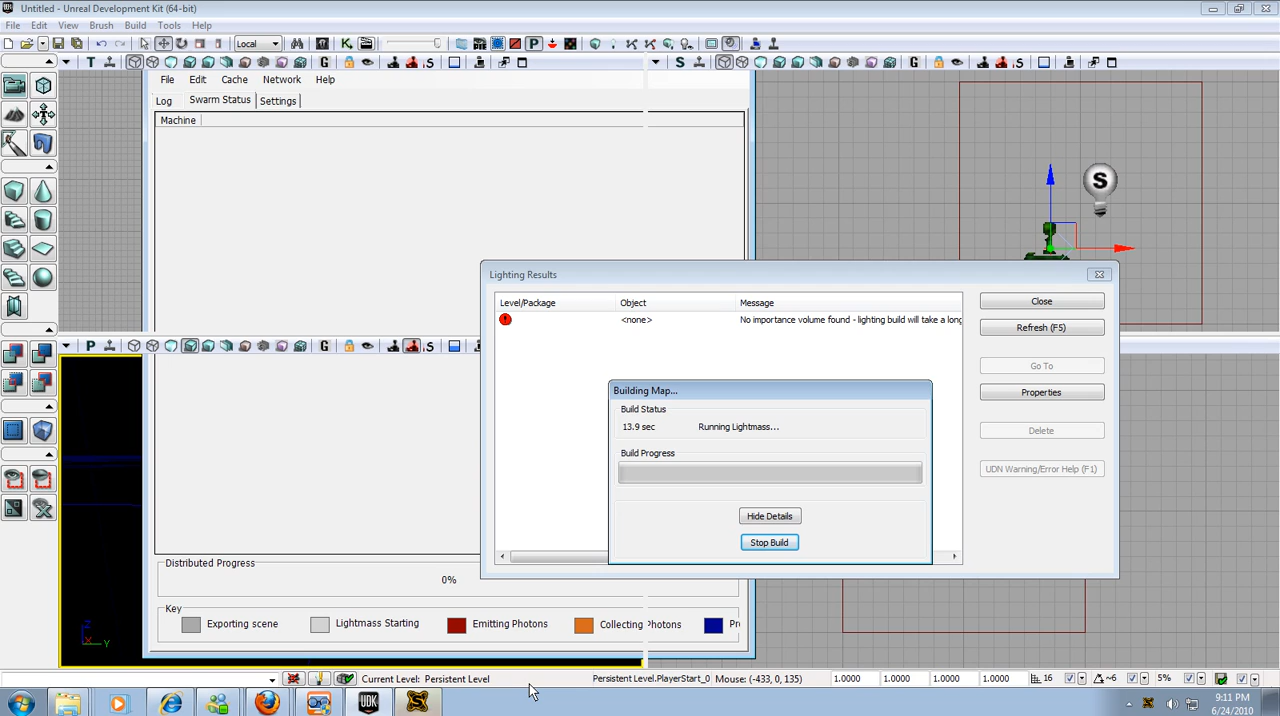 Untitled - Unreal Development Kit (64-bit)
File Edit View Brush Build Tools Help
Local
File Edit Cache Network Help
Log Swarm Status Settings
Machine
S
Lighting Results
Level/Package Object Message
<none> No importance volume found - lighting build will take a long
Close
Refresh (F5)
Go To
Properties
Delete
UDN Warning/Error Help (F1)
Building Map...
Build Status
13.9 sec Running Lightmass...
Build Progress
Hide Details
Stop Build
Distributed Progress
0%
Key
Exporting scene Lightmass Starting Emitting Photons Collecting Photons Pr
Z
X Y
Current Level: Persistent Level Persistent Level.PlayerStart_0 Mouse: (-433, 0, 135) 1.0000 1.0000 1.0000 1.0000 16 6° 5%
UDK
9:11 PM
6/24/2010